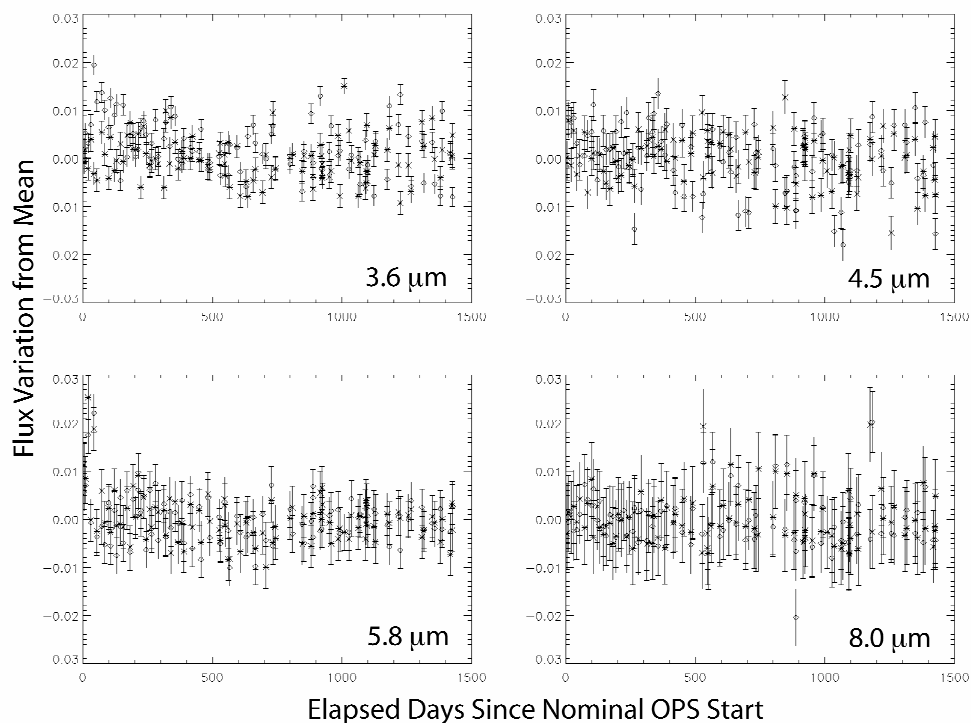 0.03
0.02
0.01
0.00
0.01
0.02
−0.03
0 500 1000 1500
3.6 μm
0.03
0.02
0.01
0.00
0.01
0.02
−0.03
0 500 1000 1500
4.5 μm
Flux Variation from Mean
0.03
0.02
0.01
0.00
−0.01
−0.02
0.03
0 500 1000 1500
5.8 μm
0.03
0.02
0.01
0.00
−0.01
−0.02
0.03
0 500 1000 1500
8.0 μm
Elapsed Days Since Nominal OPS Start